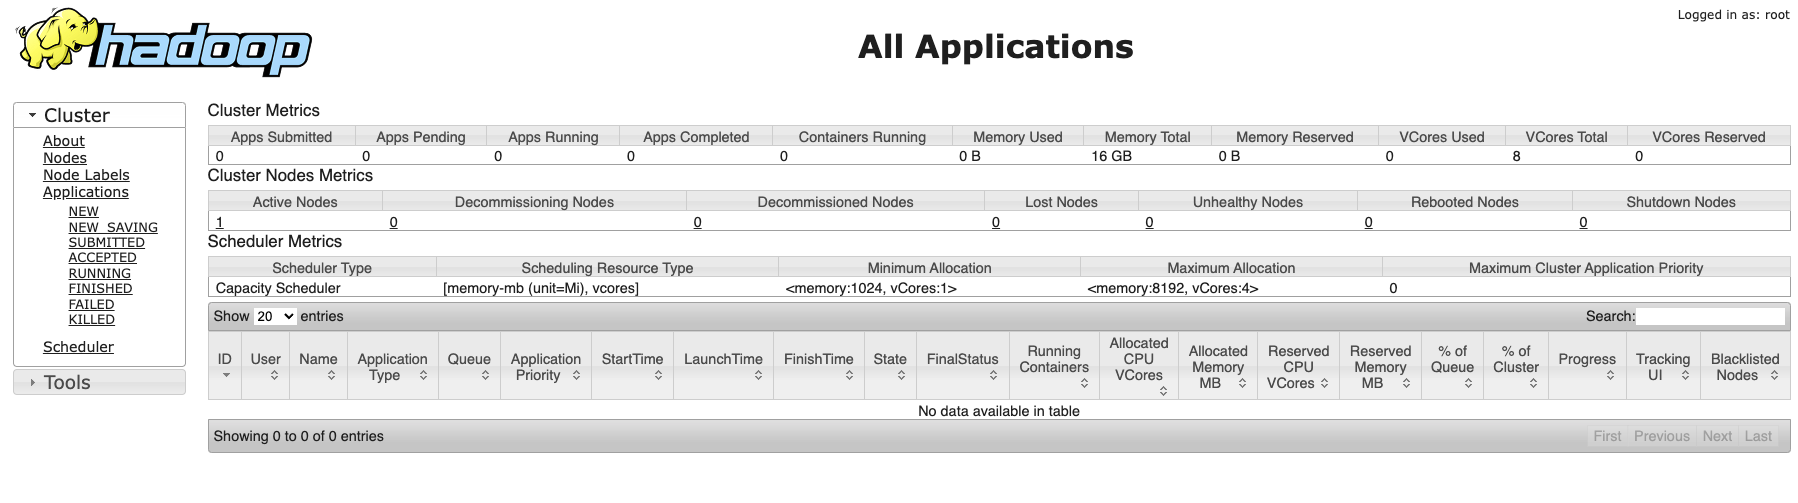 hadoop
Logged in as: root
All Applications
Cluster
About
Nodes
Node Labels
Applications
NEW
NEW_SAVING
SUBMITTED
ACCEPTED
RUNNING
FINISHED
FAILED
KILLED
Scheduler
Tools
Cluster Metrics
Apps Submitted Apps Pending Apps Running Apps Completed Containers Running Memory Used Memory Total Memory Reserved VCores Used VCores Total VCores Reserved
0 0 0 0 0 0 B 16 GB 0 B 0 8 0
Cluster Nodes Metrics
Active Nodes Decommissioning Nodes Decommissioned Nodes Lost Nodes Unhealthy Nodes Rebooted Nodes Shutdown Nodes
1 0 0 0 0 0 0
Scheduler Metrics
Scheduler Type Scheduling Resource Type Minimum Allocation Maximum Allocation Maximum Cluster Application Priority
Capacity Scheduler [memory-mb (unit=Mi), vcores] <memory:1024, vCores:1> <memory:8192, vCores:4> 0
Show 20 entries Search:
ID User Name Application Type Queue Application Priority StartTime LaunchTime FinishTime State FinalStatus Running Containers Allocated CPU VCores Allocated Memory MB Reserved CPU VCores Reserved Memory MB % of Queue % of Cluster Progress Tracking UI Blacklisted Nodes
No data available in table
Showing 0 to 0 of 0 entries First Previous Next Last